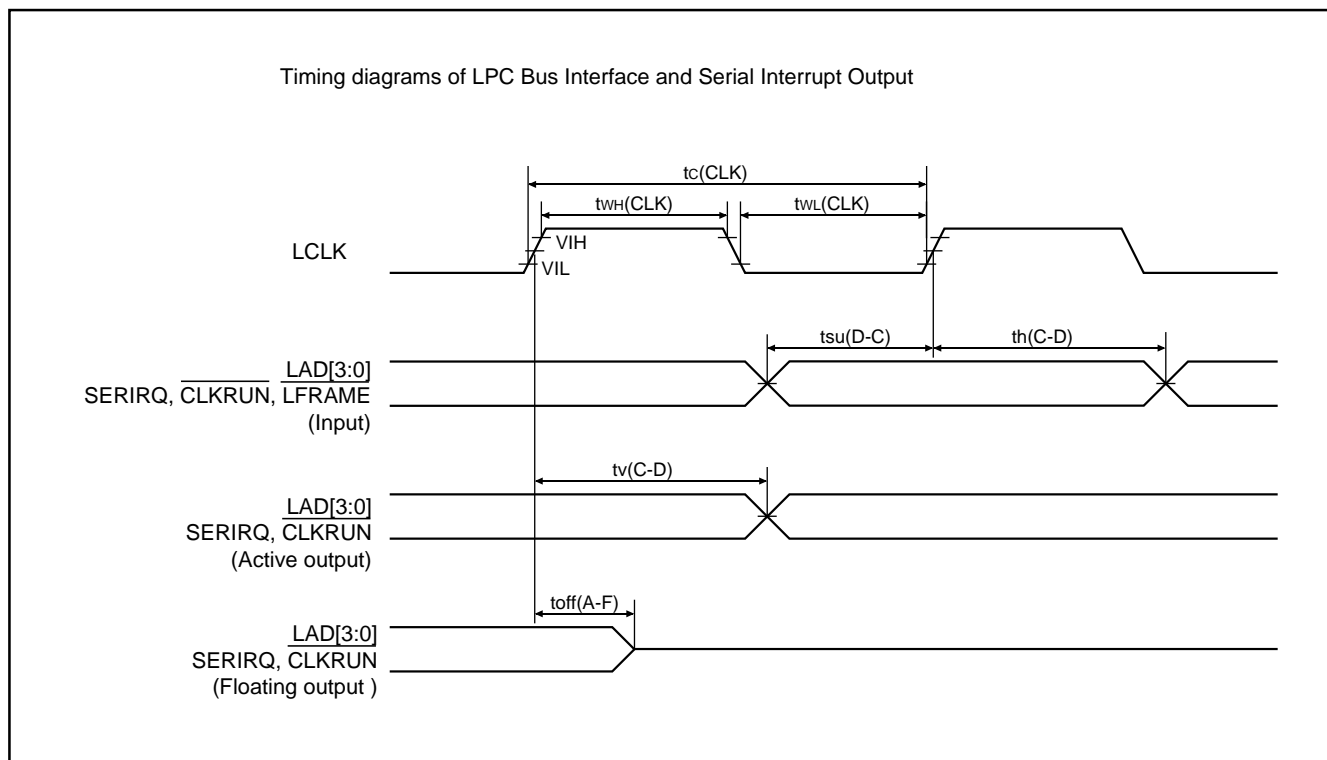 Timing diagrams of LPC Bus Interface and Serial Interrupt Output
tC(CLK)
tWH(CLK)
tWL(CLK)
LCLK
VIH
VIL
tsu(D-C)
th(C-D)
LAD[3:0]
SERIRQ, CLKRUN, LFRAME
(Input)
tv(C-D)
LAD[3:0]
SERIRQ, CLKRUN
(Active output)
toff(A-F)
LAD[3:0]
SERIRQ, CLKRUN
(Floating output )